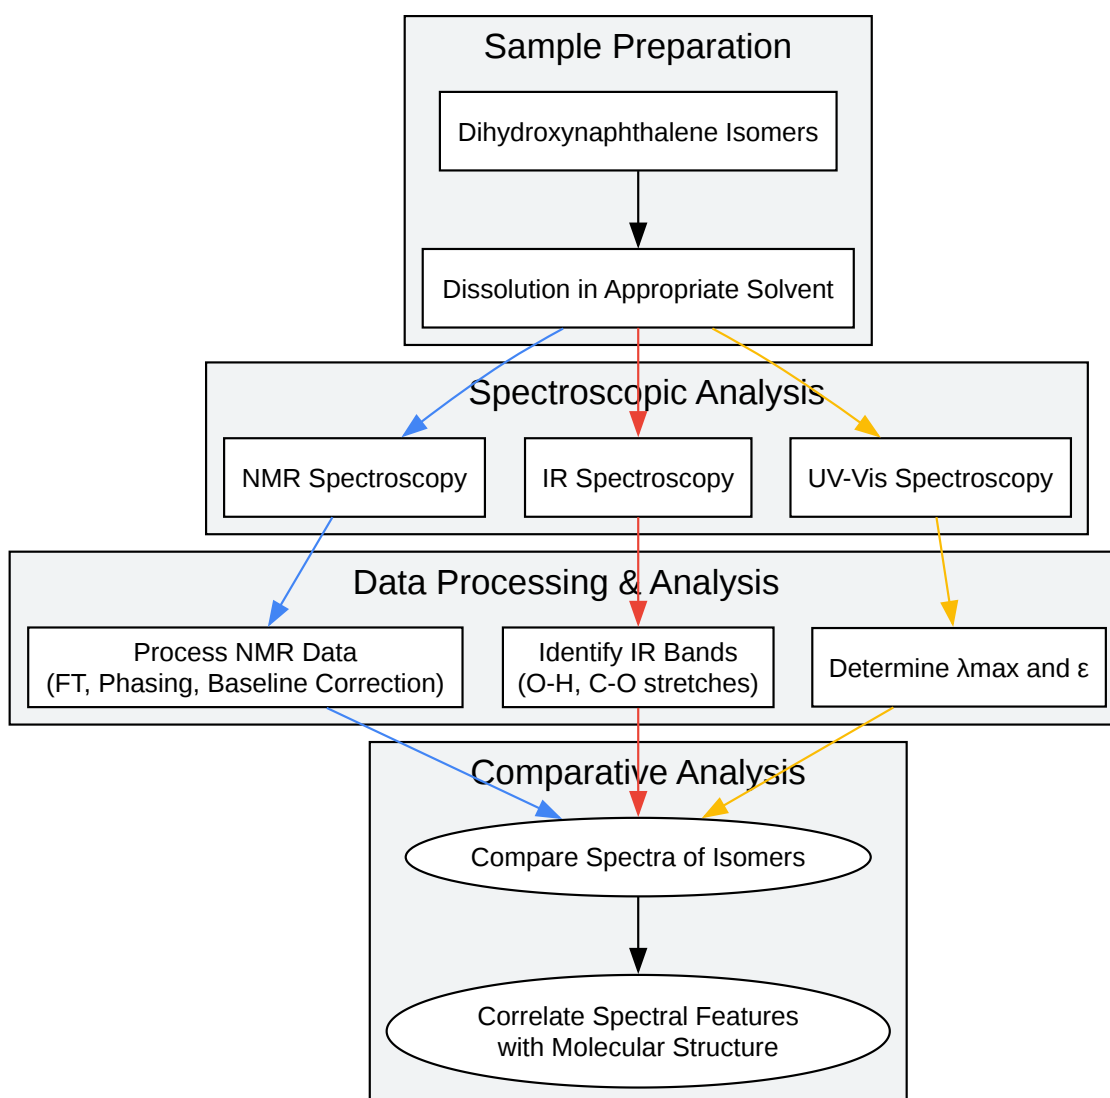 Sample Preparation
Dihydroxynaphthalene Isomers
Dissolution in Appropriate Solvent
Spectroscopic Analysis
NMR Spectroscopy
IR Spectroscopy
UV-Vis Spectroscopy
Data Processing & Analysis
Process NMR Data
(FT, Phasing, Baseline Correction)
Identify IR Bands
(O-H, C-O stretches)
Determine λmax and ε
Comparative Analysis
Compare Spectra of Isomers
Correlate Spectral Features
with Molecular Structure